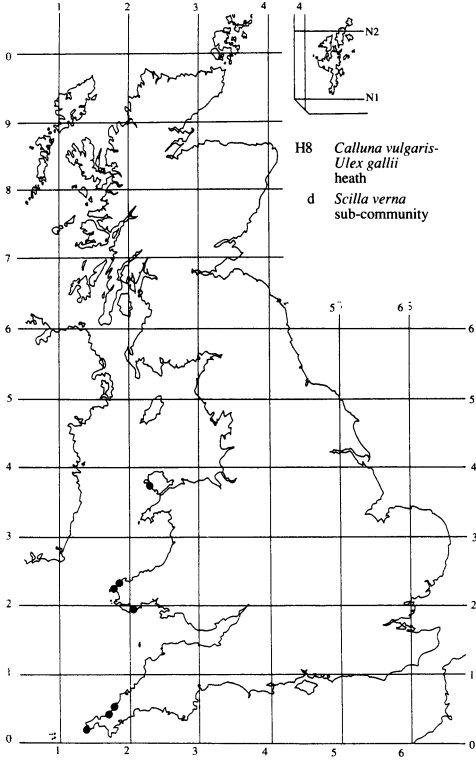 1 2 3 4 4
N2
N1
H8 Calluna vulgaris-
Ulex gallii
heath
d Scilla verna
sub-community
0
9
8
7
5 6
6 6
5 5
4 4
3 3
2 2
1 1
0 0
1 2 3 4 5 6